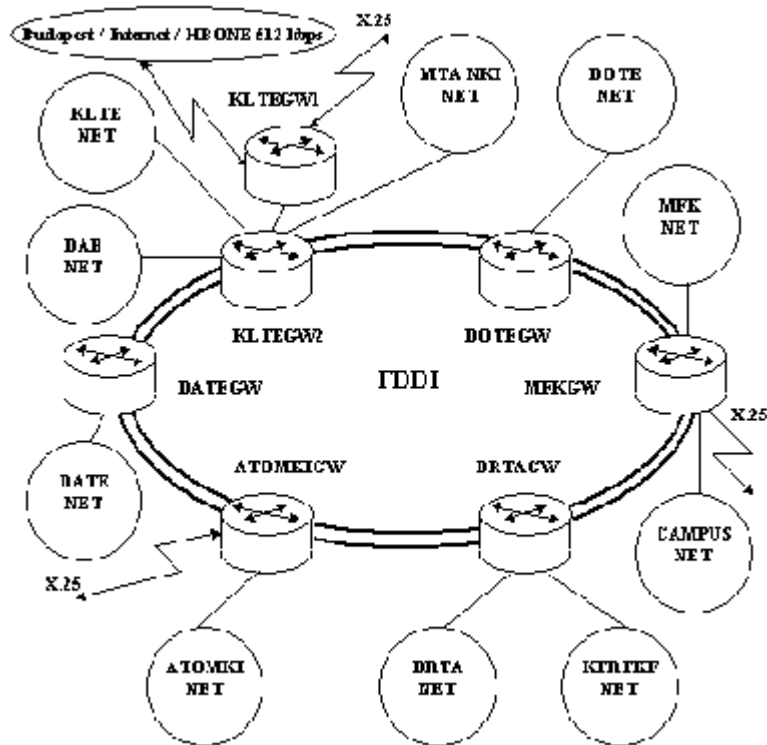 Budapest / Internet / HBONE 512 kbps
X.25
KLTEGW1
MTA NKI
NET
DOTE
NET
KLTE
NET
MFK
NET
DAB
NET
KLTEGW2
DOTEGW
DATEGW
FDDI
MFKGW
X.25
ATOMKIGW
DRTAGW
DATE
NET
CAMPUS
NET
X.25
ATOMKI
NET
DRTA
NET
NET